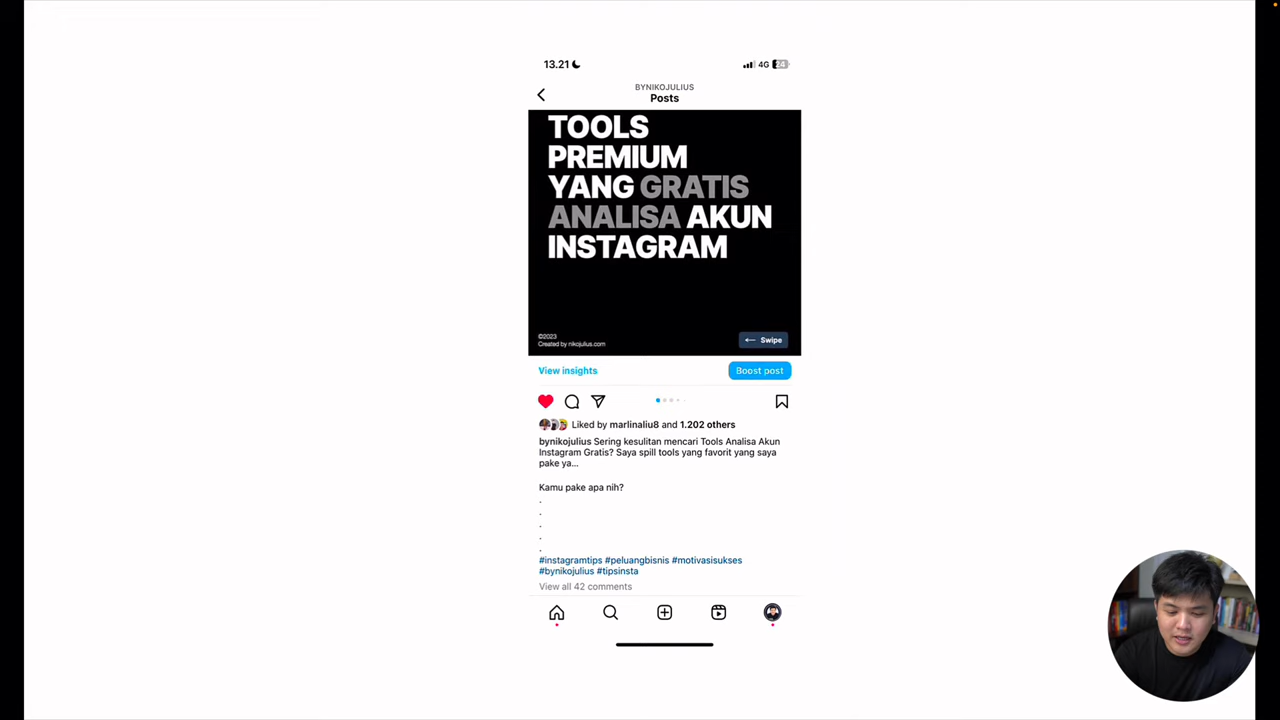 13.21
4G
24
BYNIKOJULIUS
Posts
TOOLS
PREMIUM
YANG GRATIS
ANALISA AKUN
INSTAGRAM
©2023
Created by nikojulius.com
Swipe
View insights
Boost post
Liked by marlinaliu8 and 1.202 others
bynikojulius Sering kesulitan mencari Tools Analisa Akun
Instagram Gratis? Saya spill tools yang favorit yang saya
pake ya...
Kamu pake apa nih?
.
.
.
.
.
#instagramtips #peluangbisnis #motivasisukses
#bynikojulius #tipsinsta
View all 42 comments